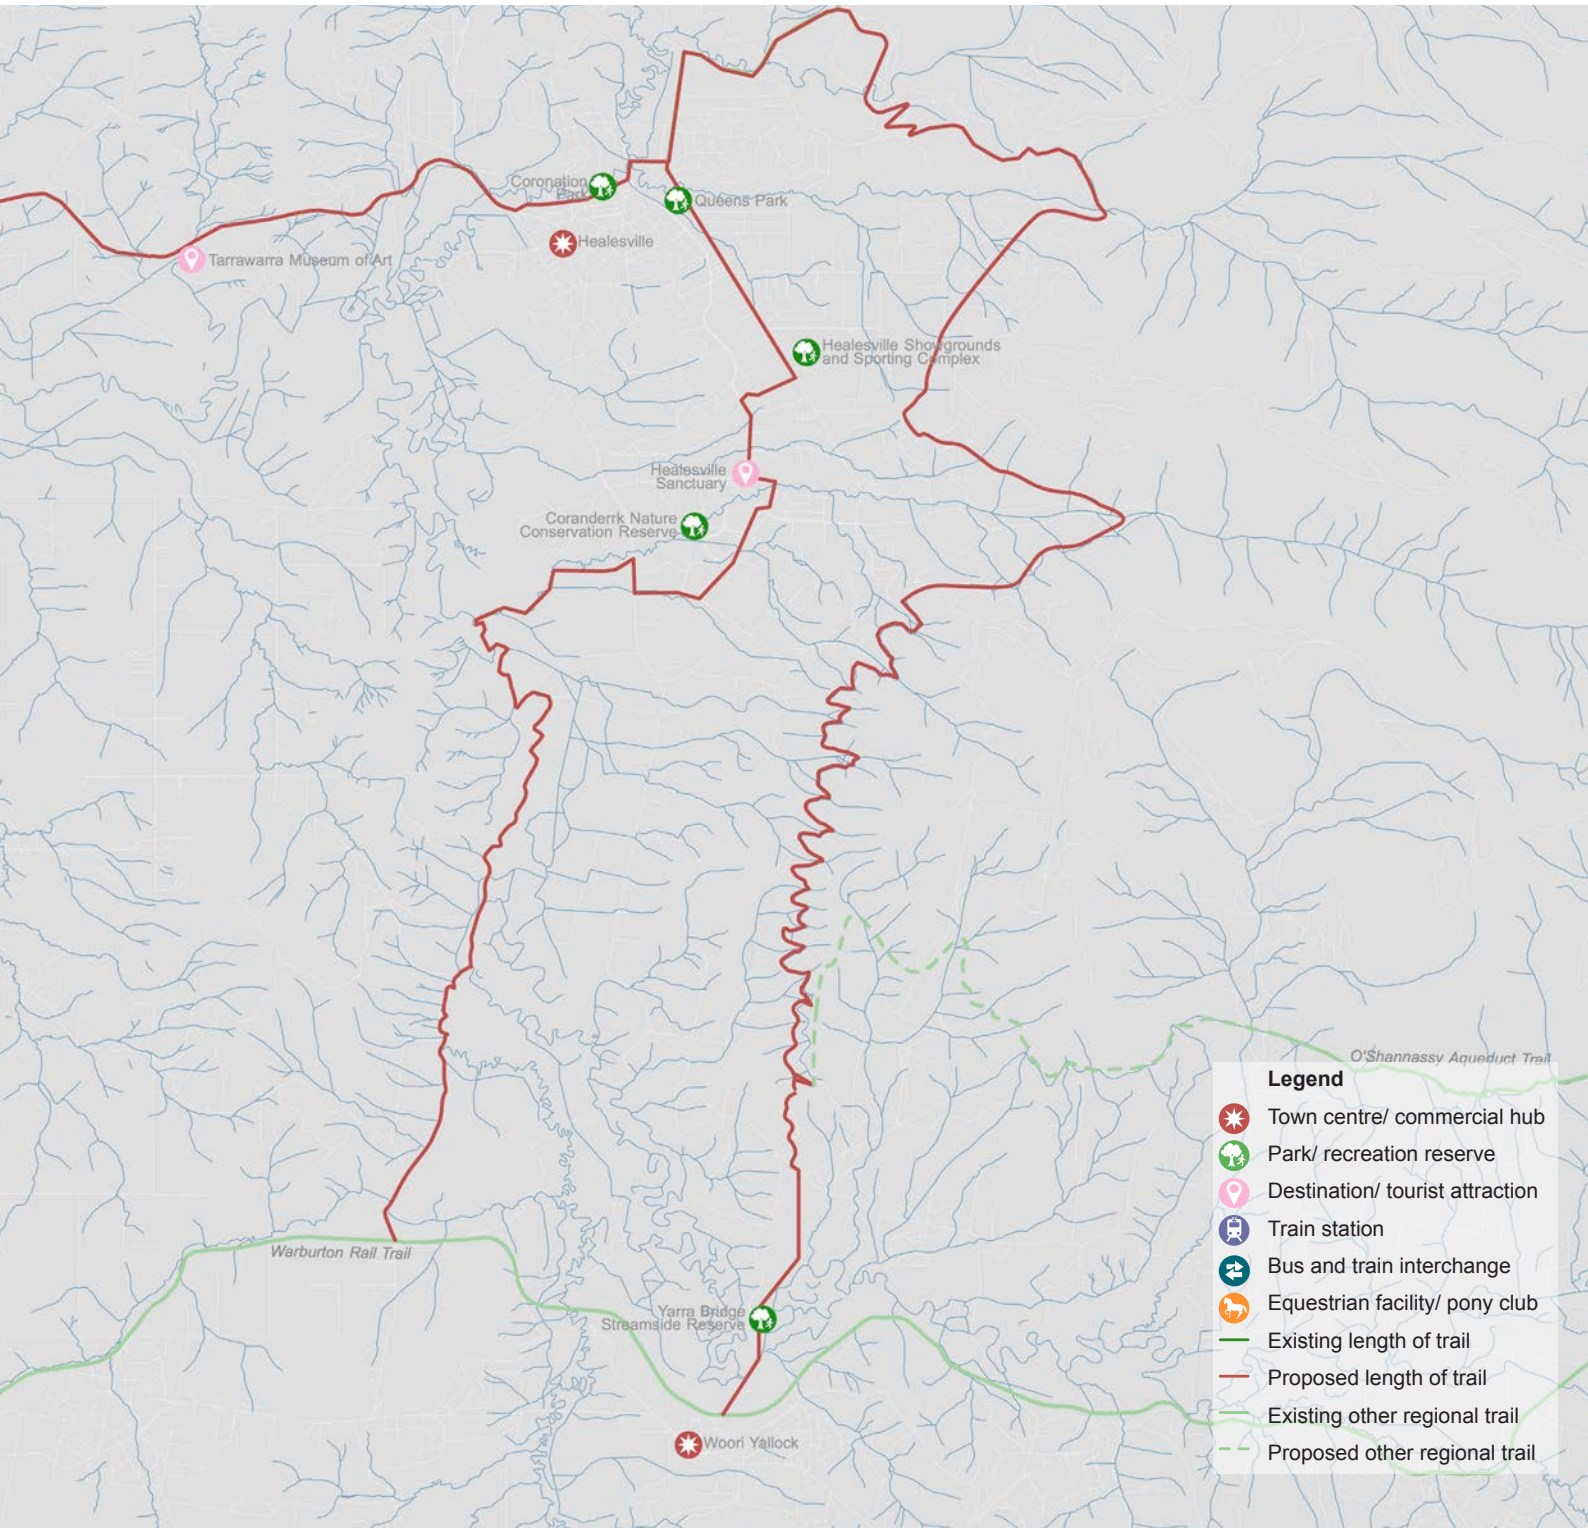 Coronation
Park
Queens Park
Healesville
Tarrawarra Museum of Art
Healesville Showgrounds
and Sporting Complex
Healesville
Sanctuary
Coranderrk Nature
Conservation Reserve
O'Shannassy Aqueduct Trail
Warburton Rail Trail
Yarra Bridge
Streamside Reserve
Woori Yallock
Legend
Town centre/ commercial hub
Park/ recreation reserve
Destination/ tourist attraction
Train station
Bus and train interchange
Equestrian facility/ pony club
Existing length of trail
Proposed length of trail
Existing other regional trail
Proposed other regional trail